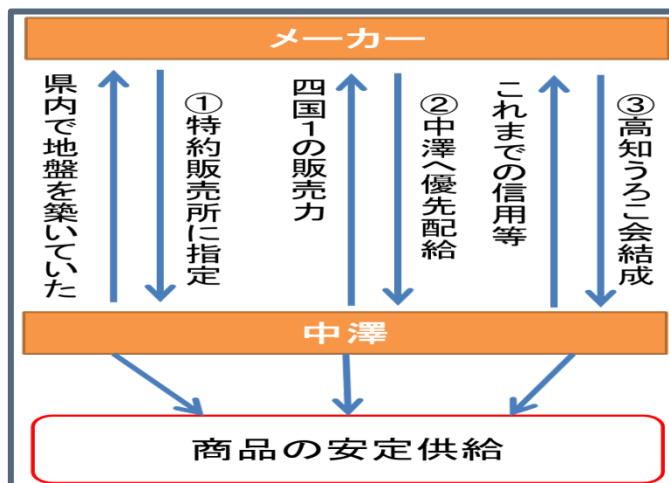 メーカー
県内で地盤を築いていた
①特約販売所に指定
四国1の販売力
②中澤へ優先配給
これまでの信用等
③高知うろこ会結成
中澤
商品の安定供給